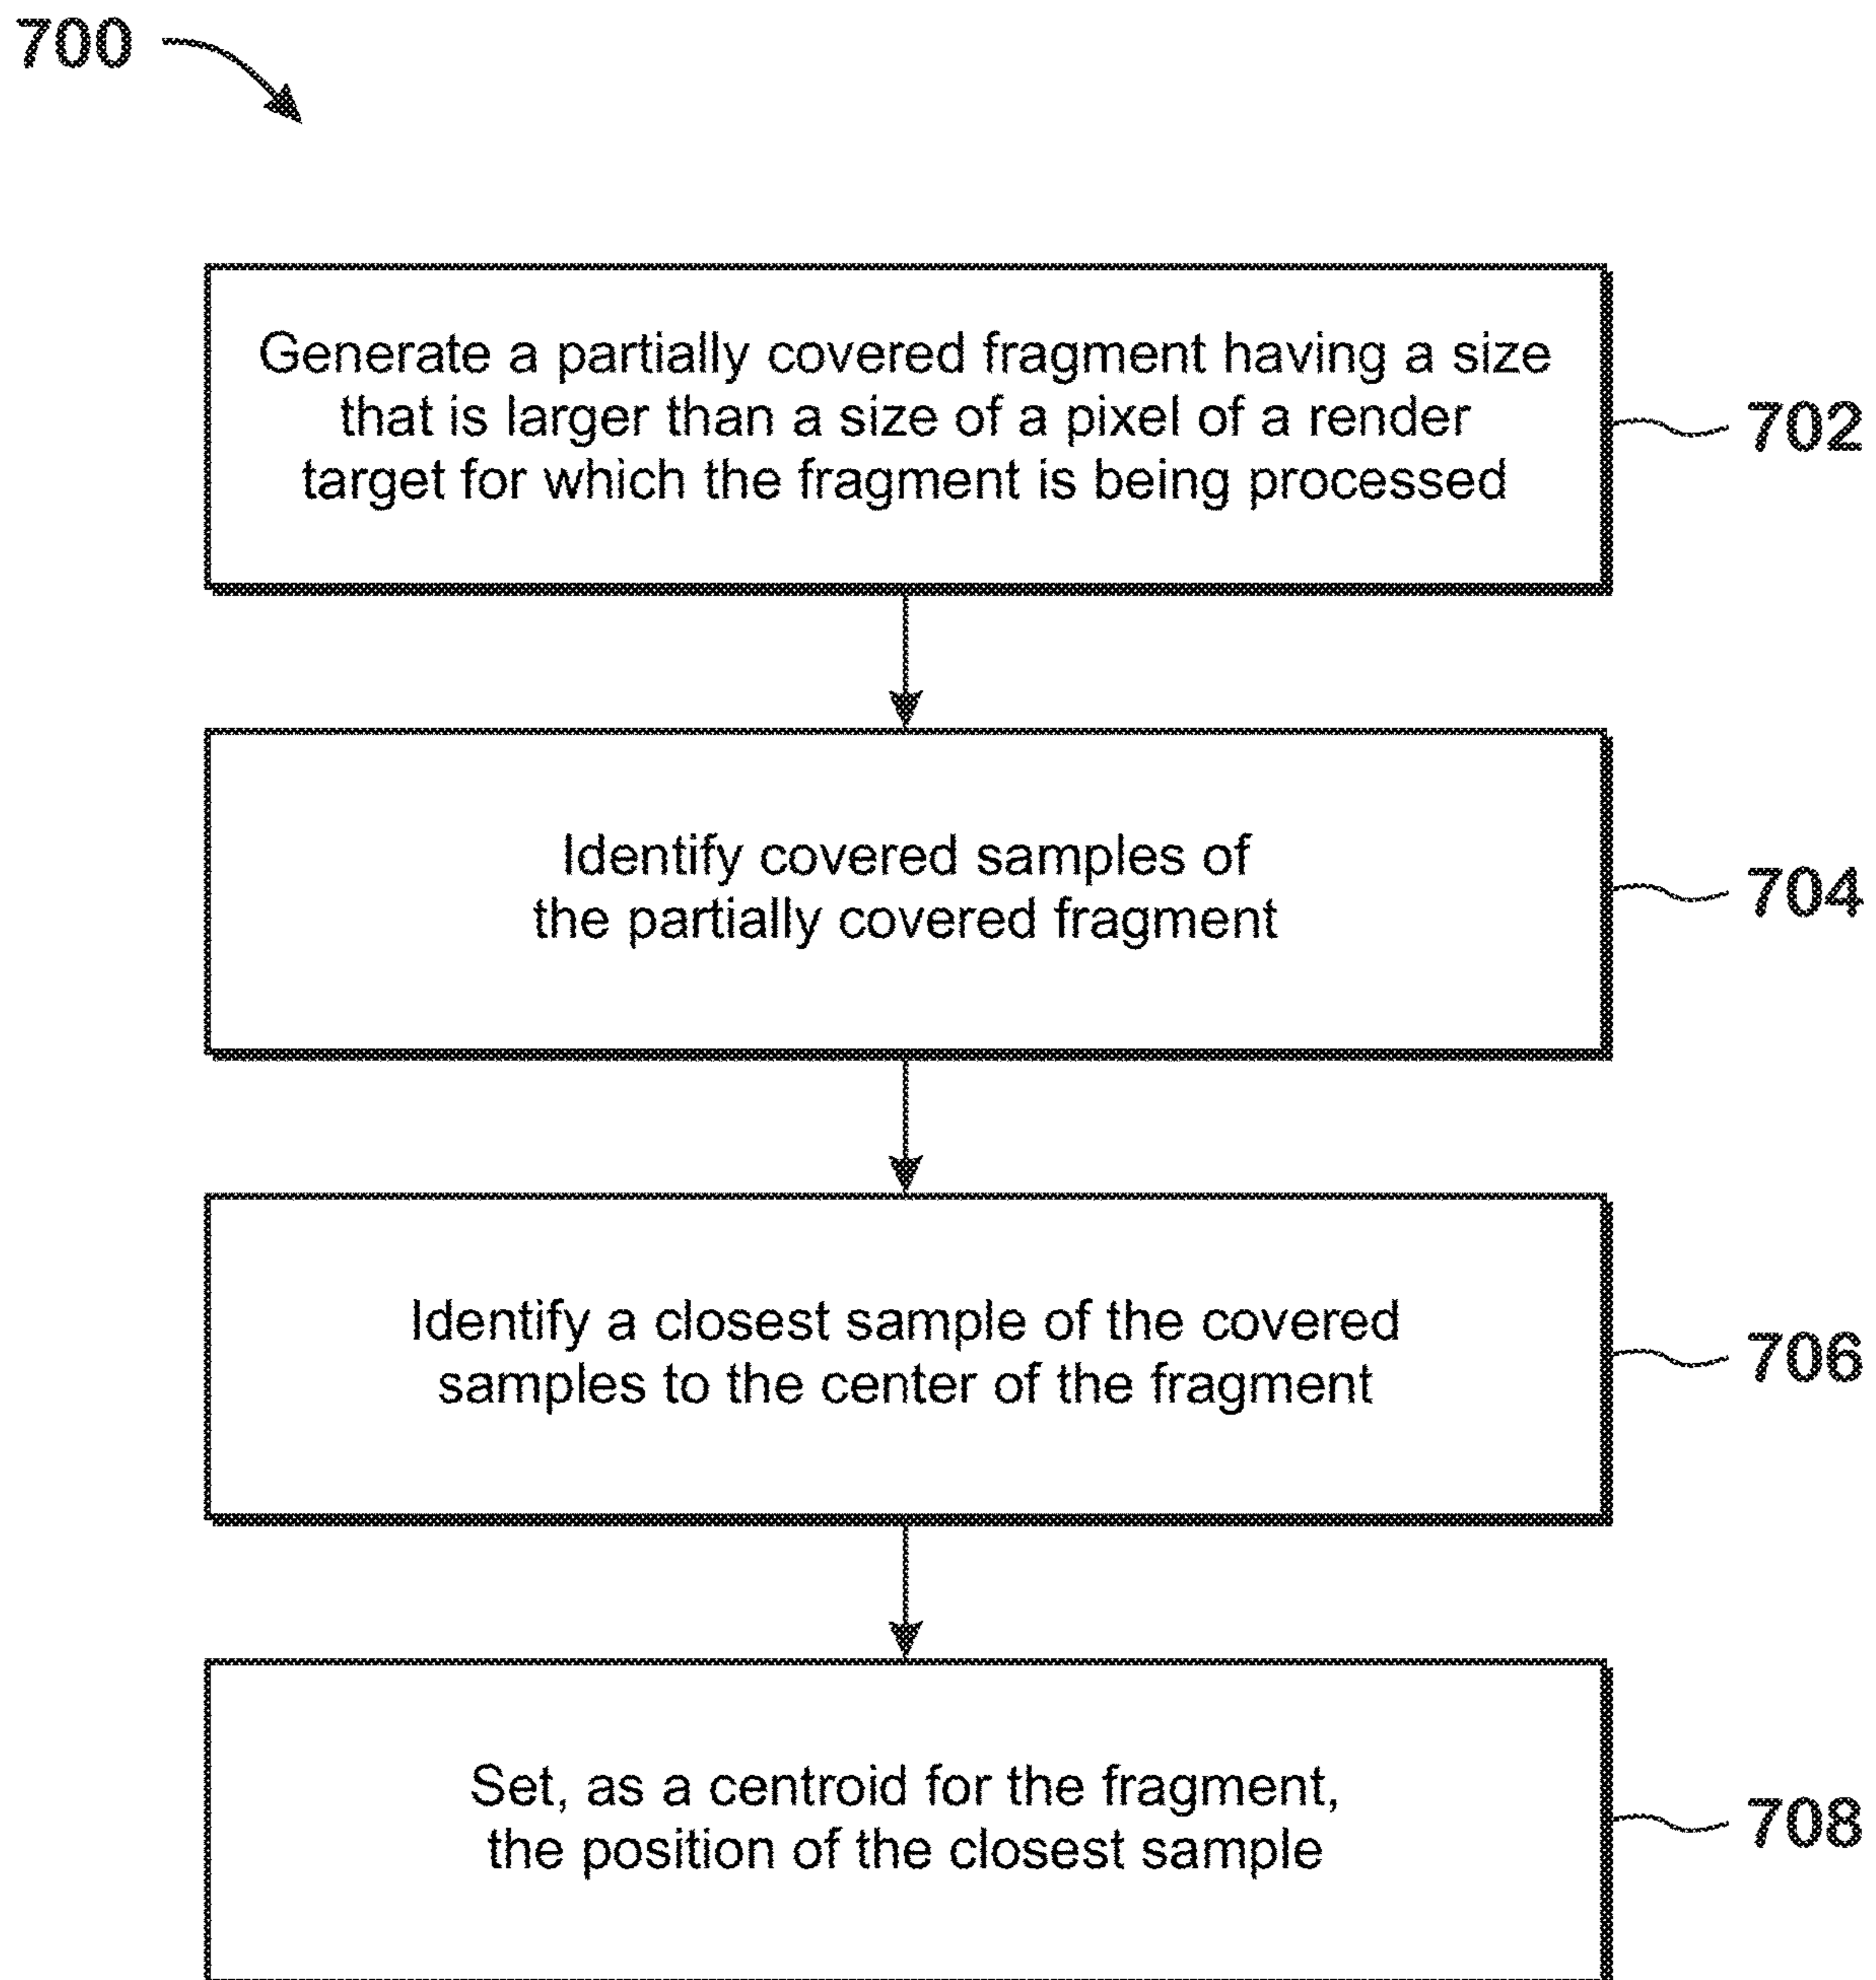 700
Generate a partially covered fragment having a size
that is larger than a size of a pixel of a render
target for which the fragment is being processed
702
Identify covered samples of
the partially covered fragment
704
Identify a closest sample of the covered
samples to the center of the fragment
706
Set, as a centroid for the fragment,
the position of the closest sample
708